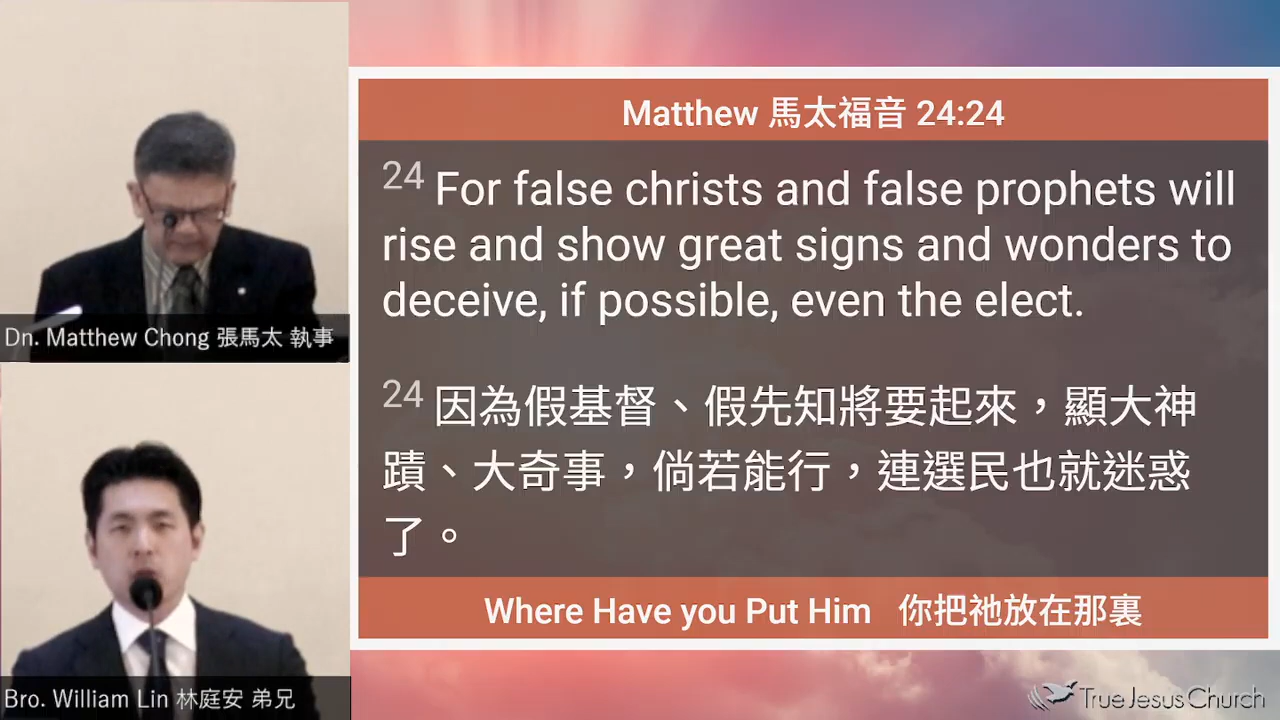 Dn. Matthew Chong 張馬太 執事
Bro. William Lin 林庭安 弟兄
Matthew 馬太福音 24:24
24 For false christs and false prophets will
rise and show great signs and wonders to
deceive, if possible, even the elect.
24 因為假基督、假先知將要起來，顯大神
蹟、大奇事，倘若能行，連選民也就迷惑
了。
Where Have you Put Him 你把祂放在那裏
True Jesus Church